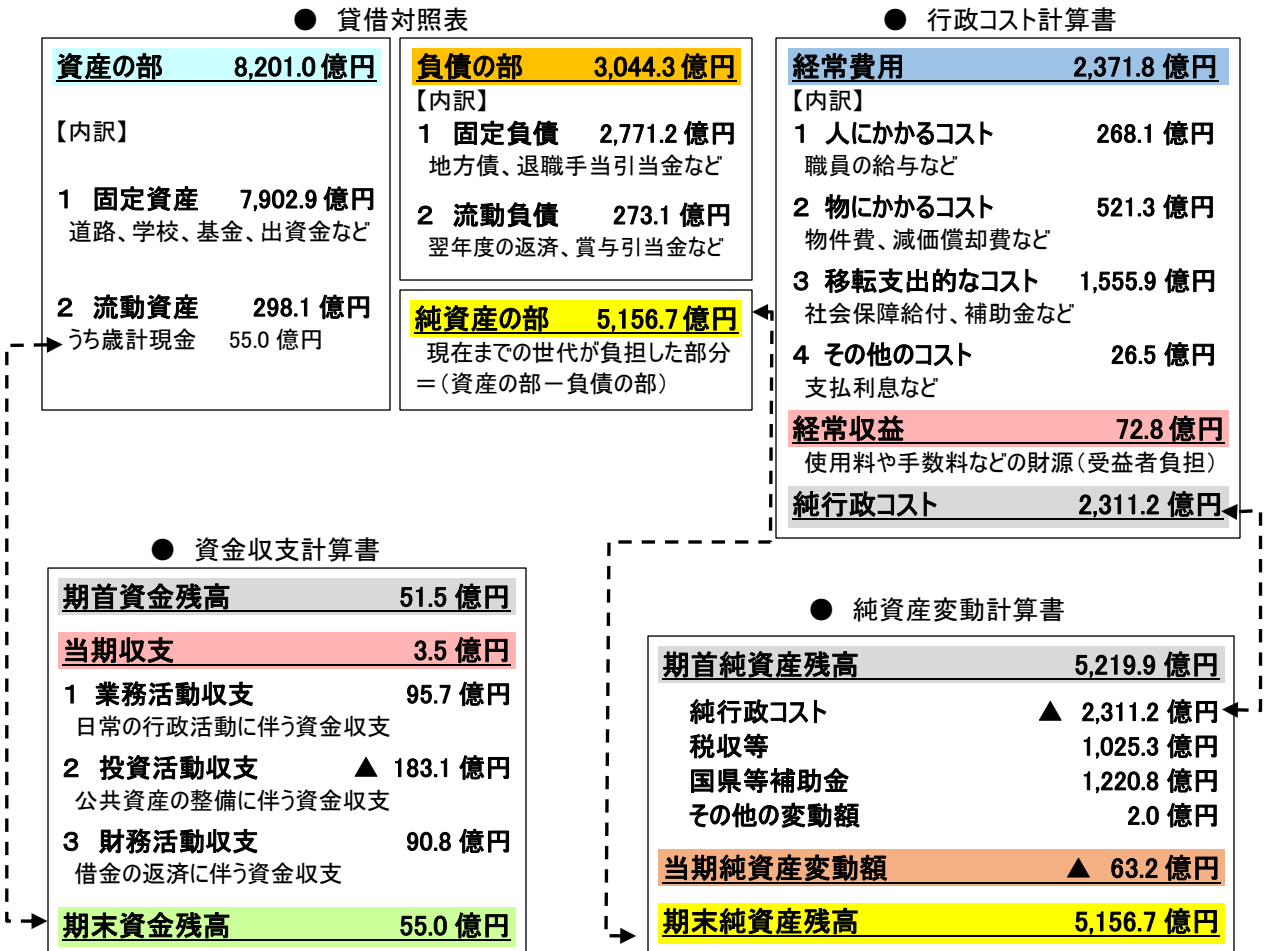 ● 貸借対照表
資産の部 8,201.0 億円
【内訳】
1 固定資産 7,902.9 億円
道路、学校、基金、出資金など
2 流動資産 298.1 億円
うち歳計現金 55.0 億円
負債の部 3,044.3 億円
【内訳】
1 固定負債 2,771.2 億円
地方債、退職手当引当金など
2 流動負債 273.1 億円
翌年度の返済、賞与引当金など
純資産の部 5,156.7 億円
現在までの世代が負担した部分
＝（資産の部－負債の部）
● 行政コスト計算書
経常費用 2,371.8 億円
【内訳】
1 人にかかるコスト 268.1 億円
職員の給与など
2 物にかかるコスト 521.3 億円
物件費、減価償却費など
3 移転支出的なコスト 1,555.9 億円
社会保障給付、補助金など
4 その他のコスト 26.5 億円
支払利息など
経常収益 72.8 億円
使用料や手数料などの財源（受益者負担）
純行政コスト 2,311.2 億円
● 資金収支計算書
期首資金残高 51.5 億円
当期収支 3.5 億円
1 業務活動収支 95.7 億円
日常の行政活動に伴う資金収支
2 投資活動収支 ▲ 183.1 億円
公共資産の整備に伴う資金収支
3 財務活動収支 90.8 億円
借金の返済に伴う資金収支
期末資金残高 55.0 億円
● 純資産変動計算書
期首純資産残高 5,219.9 億円
純行政コスト ▲ 2,311.2 億円
税収等 1,025.3 億円
国県等補助金 1,220.8 億円
その他の変動額 2.0 億円
当期純資産変動額 ▲ 63.2 億円
期末純資産残高 5,156.7 億円